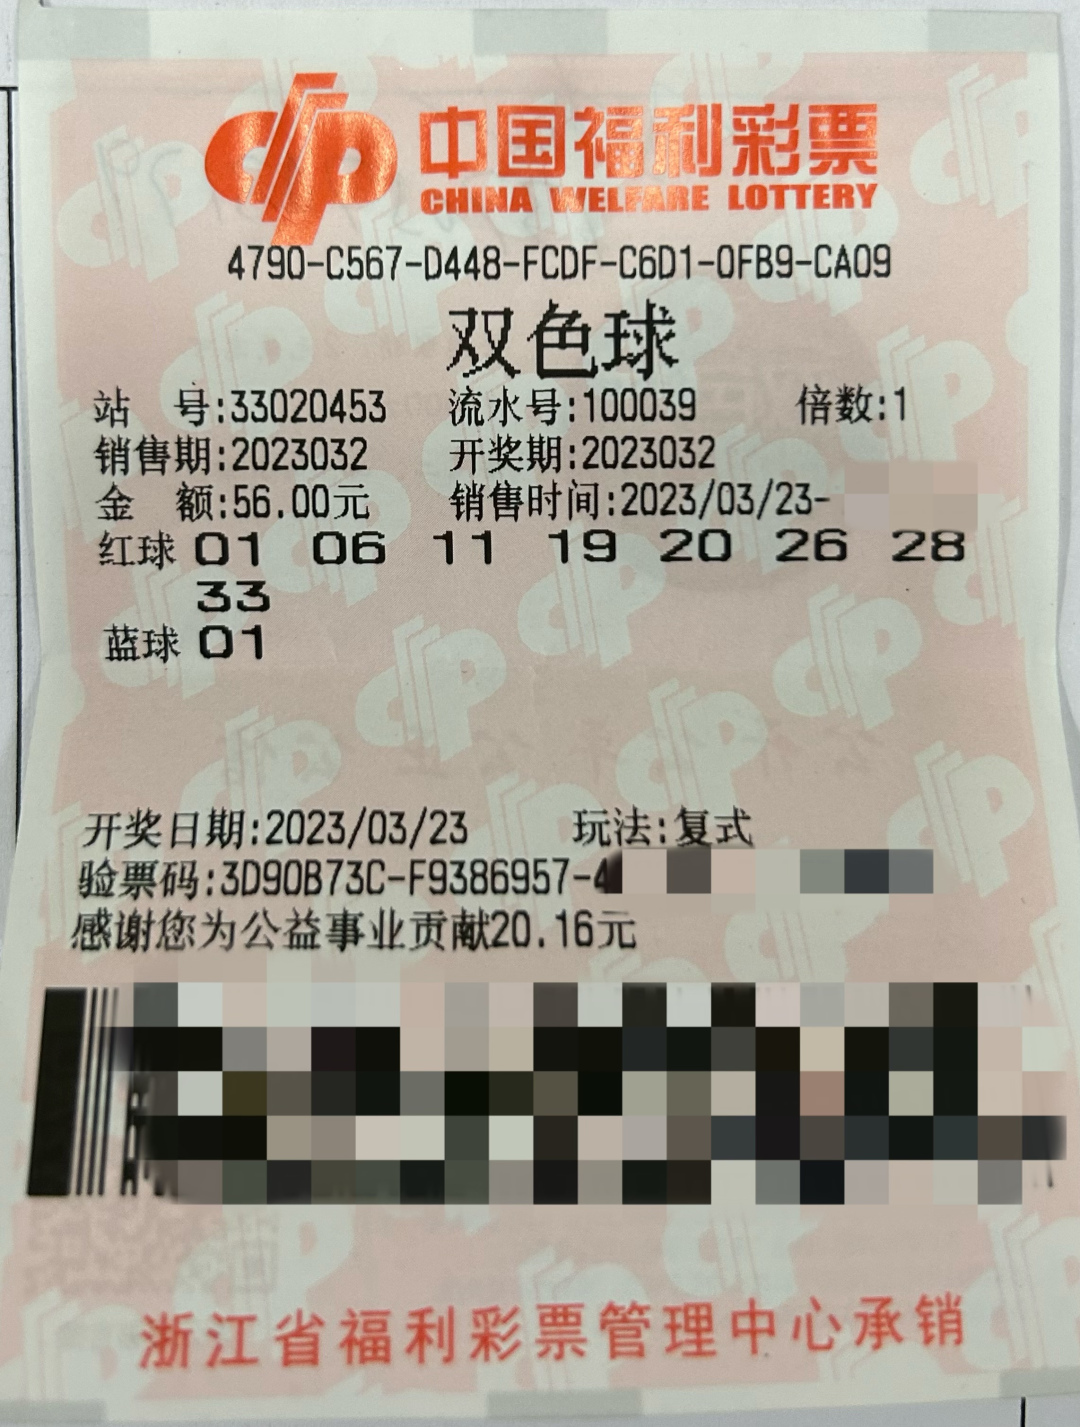 中国福利彩票
CHINA WELFARE LOTTERY
4790-C567-D448-FCDF-C6D1-0FB9-CA09
双色球
站 号:33020453 流水号:100039 倍数:1
销售期:2023032 开奖期:2023032
金 额:56.00元 销售时间:2023/03/23-
红球 01 06 11 19 20 26 28
33
蓝球 01
开奖日期:2023/03/23 玩法:复式
验票码:3D90B73C-F9386957-4
感谢您为公益事业贡献20.16元
浙江省福利彩票管理中心承销